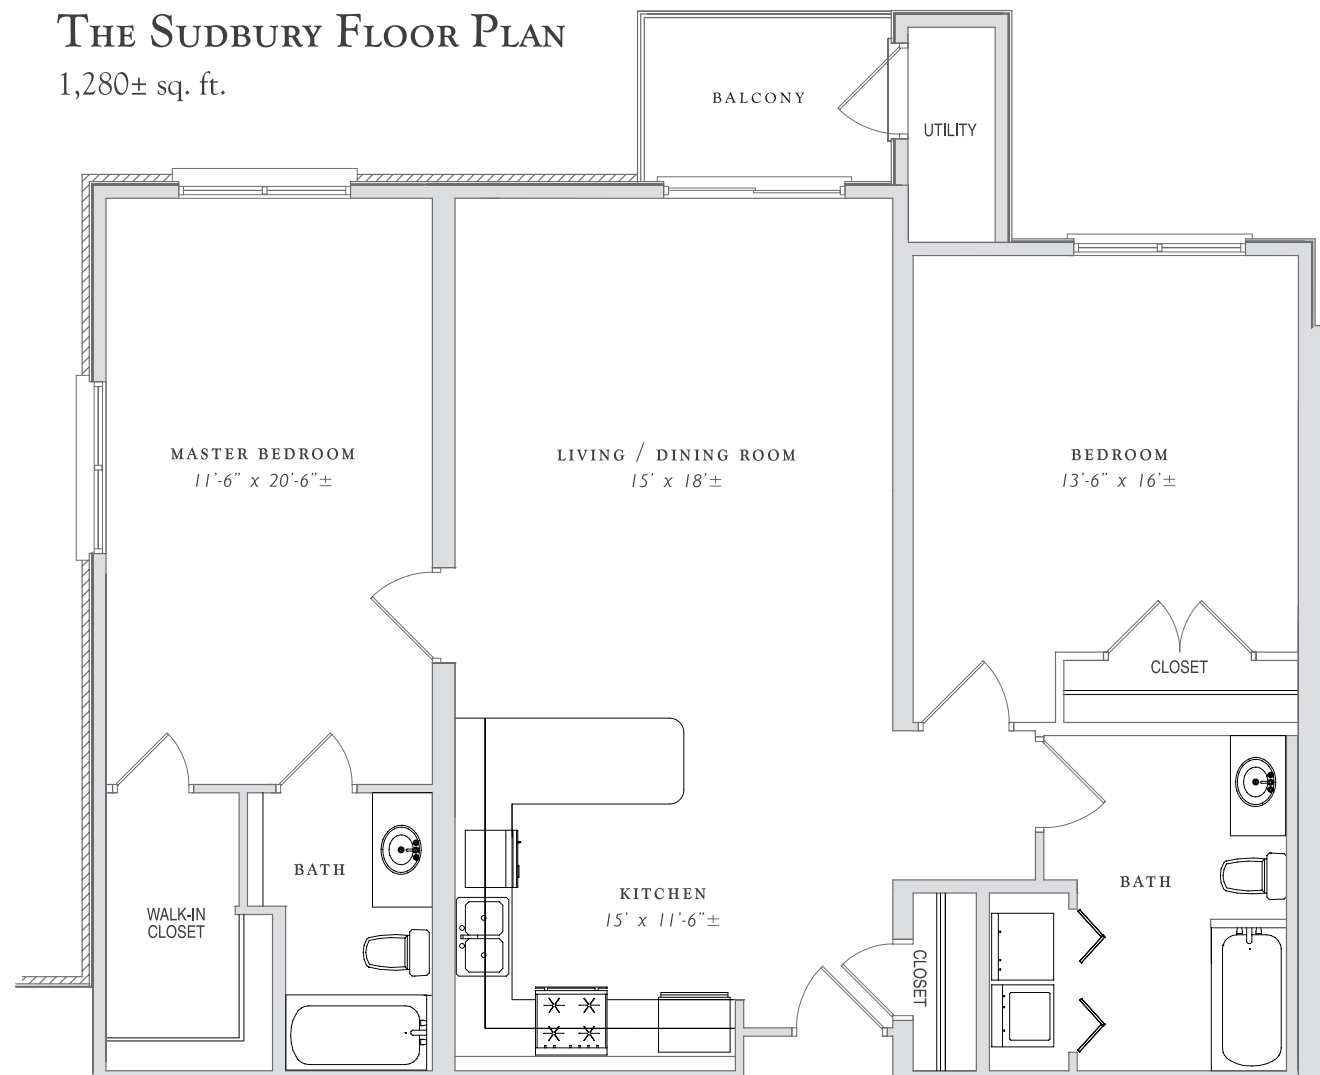 THE SUDBURY FLOOR PLAN
1,280± sq. ft.
BALCONY
UTILITY
MASTER BEDROOM
11'-6" x 20'-6"±
LIVING / DINING ROOM
15' x 18'±
BEDROOM
13'-6" x 16'±
CLOSET
BATH
WALK-IN
CLOSET
KITCHEN
15' x 11'-6"±
BATH
CLOSET